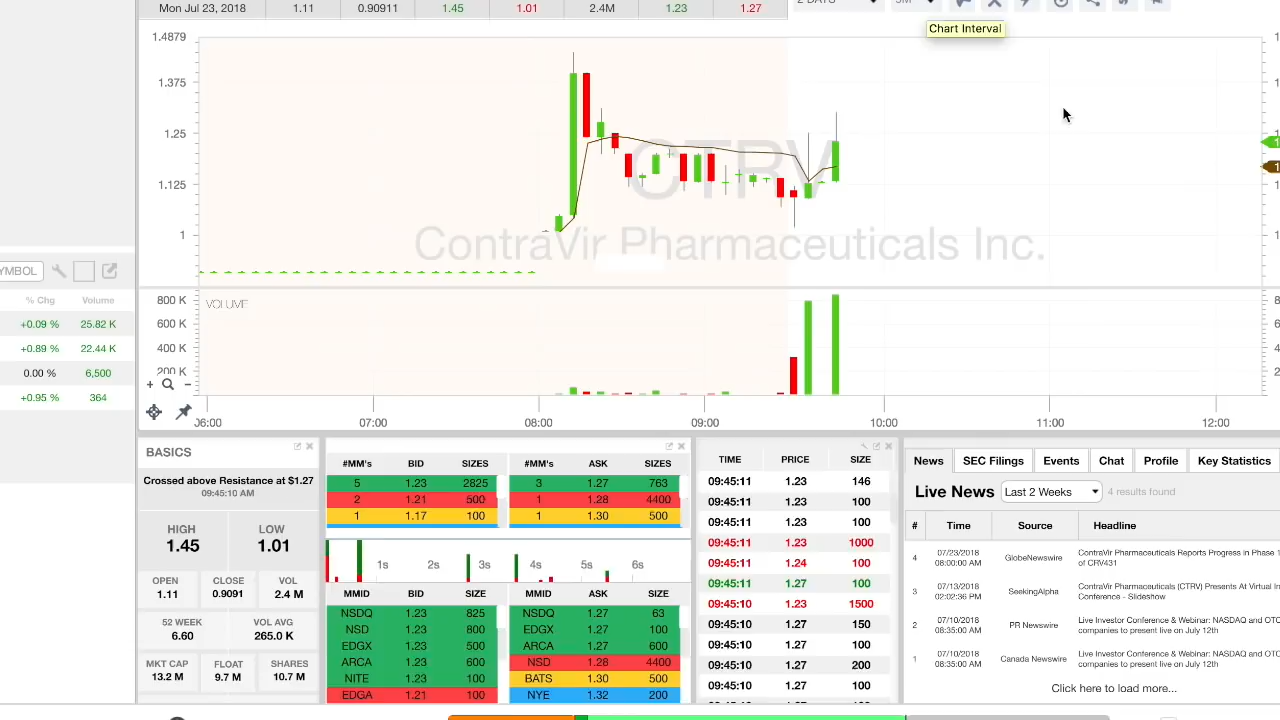 Mon Jul 23, 2018 1.11 0.90911 1.45 1.01 2.4M 1.23 1.27
2 DAYS
Chart Interval
1.4879
1.375
1.25
1.125
1
CTRV
ContraVir Pharmaceuticals Inc.
VOLUME
800 K
600 K
400 K
200 K
+ -
06:00 07:00 08:00 09:00 10:00 11:00 12:00
YMBOL
% Chg Volume
+0.09 % 25.82 K
+0.89 % 22.44 K
0.00 % 6,500
+0.95 % 364
BASICS
Crossed above Resistance at $1.27
09:45:10 AM
HIGH LOW
1.45 1.01
OPEN CLOSE VOL
1.11 0.9091 2.4 M
52 WEEK VOL AVG
6.60 265.0 K
MKT CAP FLOAT SHARES
13.2 M 9.7 M 10.7 M
#MM's BID SIZES #MM's ASK SIZES
5 1.23 2825 3 1.27 763
2 1.21 500 1 1.28 4400
1 1.17 100 1 1.30 500
1s 2s 3s 4s 5s 6s
MMID BID SIZE MMID ASK SIZE
NSDQ 1.23 825 NSDQ 1.27 63
NSD 1.23 800 EDGX 1.27 100
EDGX 1.23 500 ARCA 1.27 600
ARCA 1.23 600 NSD 1.28 4400
NITE 1.23 100 BATS 1.30 500
EDGA 1.21 100 NYE 1.32 200
TIME PRICE SIZE
09:45:11 1.23 146
09:45:11 1.23 100
09:45:11 1.23 100
09:45:11 1.23 1000
09:45:11 1.24 100
09:45:11 1.27 100
09:45:10 1.23 1500
09:45:10 1.27 150
09:45:10 1.27 100
09:45:10 1.27 200
09:45:10 1.27 100
News SEC Filings Events Chat Profile Key Statistics
Live News Last 2 Weeks 4 results found
# Time Source Headline
4 07/23/2018 08:00:00 AM GlobeNewswire ContraVir Pharmaceuticals Reports Progress in Phase 1
of CRV431
3 07/13/2018 02:02:36 PM SeekingAlpha ContraVir Pharmaceuticals (CTRV) Presents At Virtual In
Conference - Slideshow
2 07/10/2018 08:35:00 AM PR Newswire Live Investor Conference & Webinar: NASDAQ and OTC
companies to present live on July 12th
1 07/10/2018 08:35:00 AM Canada Newswire Live Investor Conference & Webinar: NASDAQ and OTC
companies to present live on July 12th
Click here to load more...